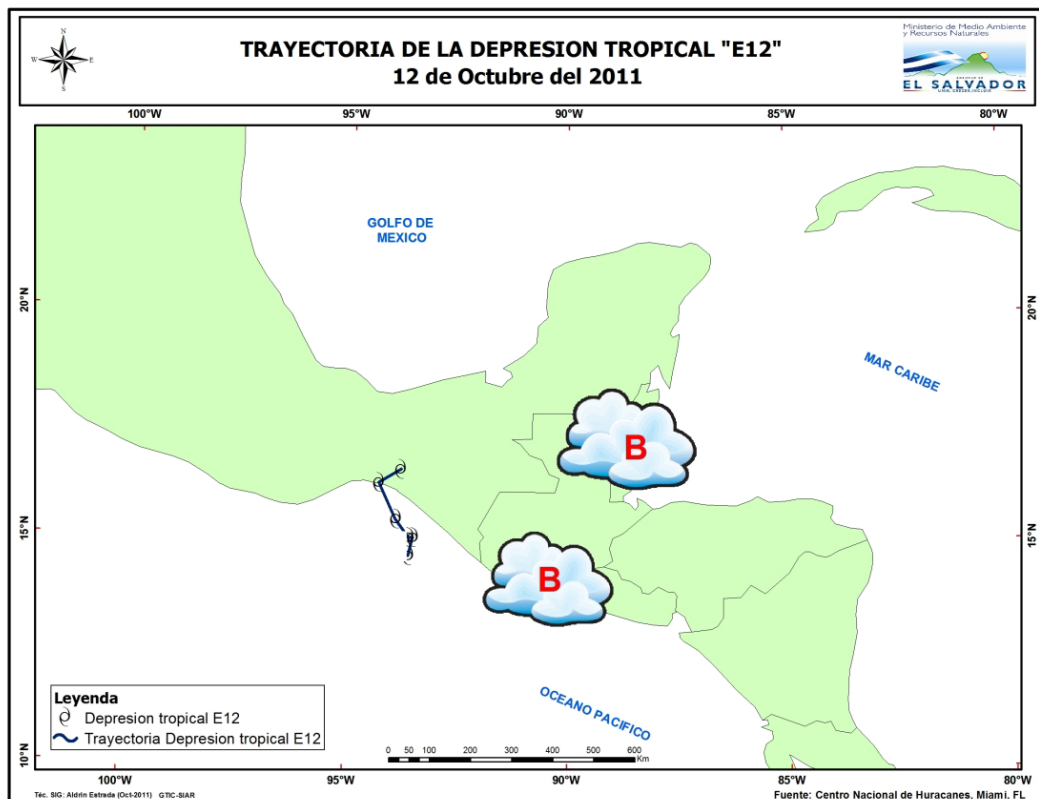 N
W
E
S
TRAYECTORIA DE LA DEPRESION TROPICAL "E12"
12 de Octubre del 2011
Ministerio de Medio Ambiente
y Recursos Naturales
EL SALVADOR
100°W
95°W
90°W
85°W
80°W
GOLFO DE
MEXICO
20°N
20°N
MAR CARIBE
B
15°N
15°N
B
OCEANO PACIFICO
Leyenda
Depresion tropical E12
Trayectoria Depresion tropical E12
0 50 100 200 300 400 500 600
Km
10°N
10°N
100°W
95°W
90°W
85°W
80°W
Téc. SIG: Aldrin Estrada (Oct-2011) GTIC-SIAR
Fuente: Centro Nacional de Huracanes. Miami, FL